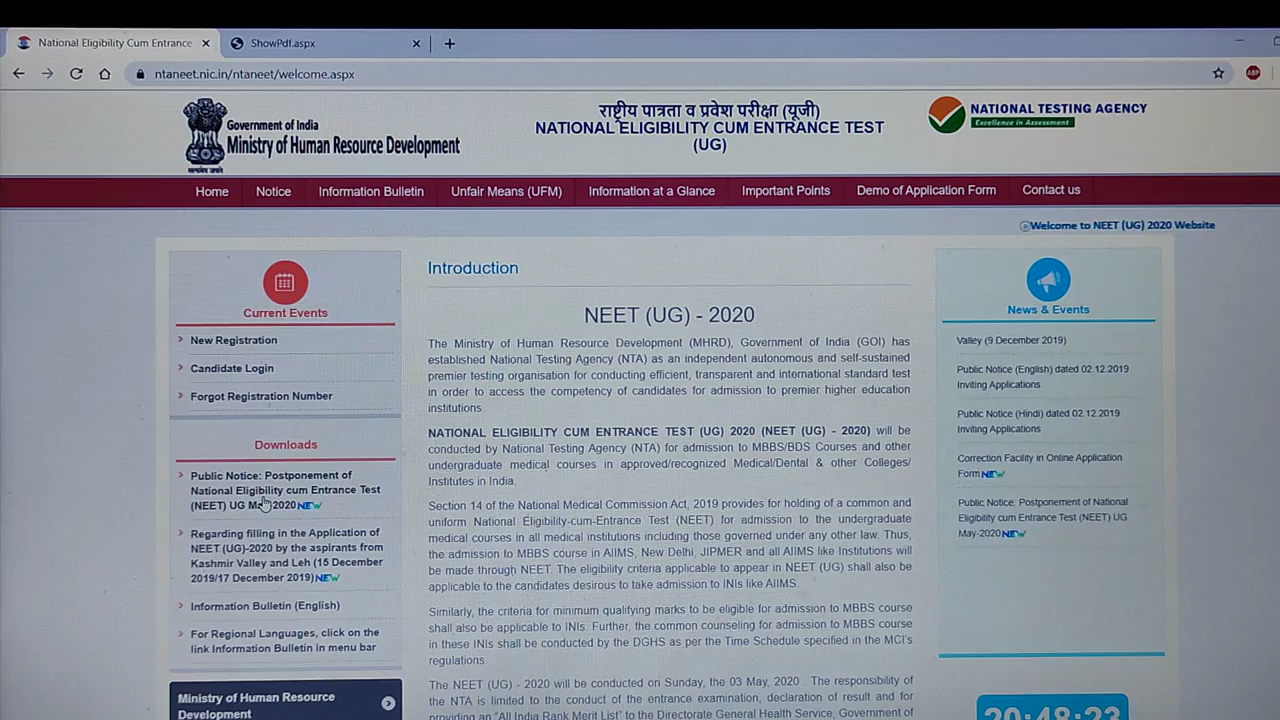 National Eligibility Cum Entrance
ShowPdf.aspx
ntaneet.nic.in/ntaneet/welcome.aspx
ABP
सत्यमेव जयते
Government of India
Ministry of Human Resource Development
राष्ट्रीय पात्रता व प्रवेश परीक्षा (यूजी)
NATIONAL ELIGIBILITY CUM ENTRANCE TEST
(UG)
NATIONAL TESTING AGENCY
Excellence in Assessment
Home Notice Information Bulletin Unfair Means (UFM) Information at a Glance Important Points Demo of Application Form Contact us
Welcome to NEET (UG) 2020 Website
Current Events
New Registration
Candidate Login
Forgot Registration Number
Downloads
Public Notice: Postponement of
National Eligibility cum Entrance Test
(NEET) UG May-2020 NEW
Regarding filling in the Application of
NEET (UG)-2020 by the aspirants from
Kashmir Valley and Leh (15 December
2019/17 December 2019) NEW
Information Bulletin (English)
For Regional Languages, click on the
link Information Bulletin in menu bar
Ministry of Human Resource
Development
Introduction
NEET (UG) - 2020
The Ministry of Human Resource Development (MHRD), Government of India (GOI) has
established National Testing Agency (NTA) as an independent autonomous and self-sustained
premier testing organisation for conducting efficient, transparent and international standard test
in order to access the competency of candidates for admission to premier higher education
institutions.
NATIONAL ELIGIBILITY CUM ENTRANCE TEST (UG) 2020 (NEET (UG) - 2020) will be
conducted by National Testing Agency (NTA) for admission to MBBS/BDS Courses and other
undergraduate medical courses in approved/recognized Medical/Dental & other Colleges/
Institutes in India.
Section 14 of the National Medical Commission Act, 2019 provides for holding of a common and
uniform National Eligibility-cum-Entrance Test (NEET) for admission to the undergraduate
medical courses in all medical institutions including those governed under any other law. Thus,
the admission to MBBS course in AIIMS, New Delhi, JIPMER and all AIIMS like Institutions will
be made through NEET. The eligibility criteria applicable to appear in NEET (UG) shall also be
applicable to the candidates desirous to take admission to INIs like AIIMS.
Similarly, the criteria for minimum qualifying marks to be eligible for admission to MBBS course
shall also be applicable to INIs. Further, the common counseling for admission to MBBS course
in these INIs shall be conducted by the DGHS as per the Time Schedule specified in the MCI's
regulations.
The NEET (UG) - 2020 will be conducted on Sunday, the 03 May, 2020 . The responsibility of
the NTA is limited to the conduct of the entrance examination, declaration of result and for
providing an "All India Rank Merit List" to the Directorate General Health Service, Government of
News & Events
Valley (9 December 2019)
Public Notice (English) dated 02.12.2019
Inviting Applications
Public Notice (Hindi) dated 02.12.2019
Inviting Applications
Correction Facility in Online Application
Form NEW
Public Notice: Postponement of National
Eligibility cum Entrance Test (NEET) UG
May-2020 NEW
20:48:23